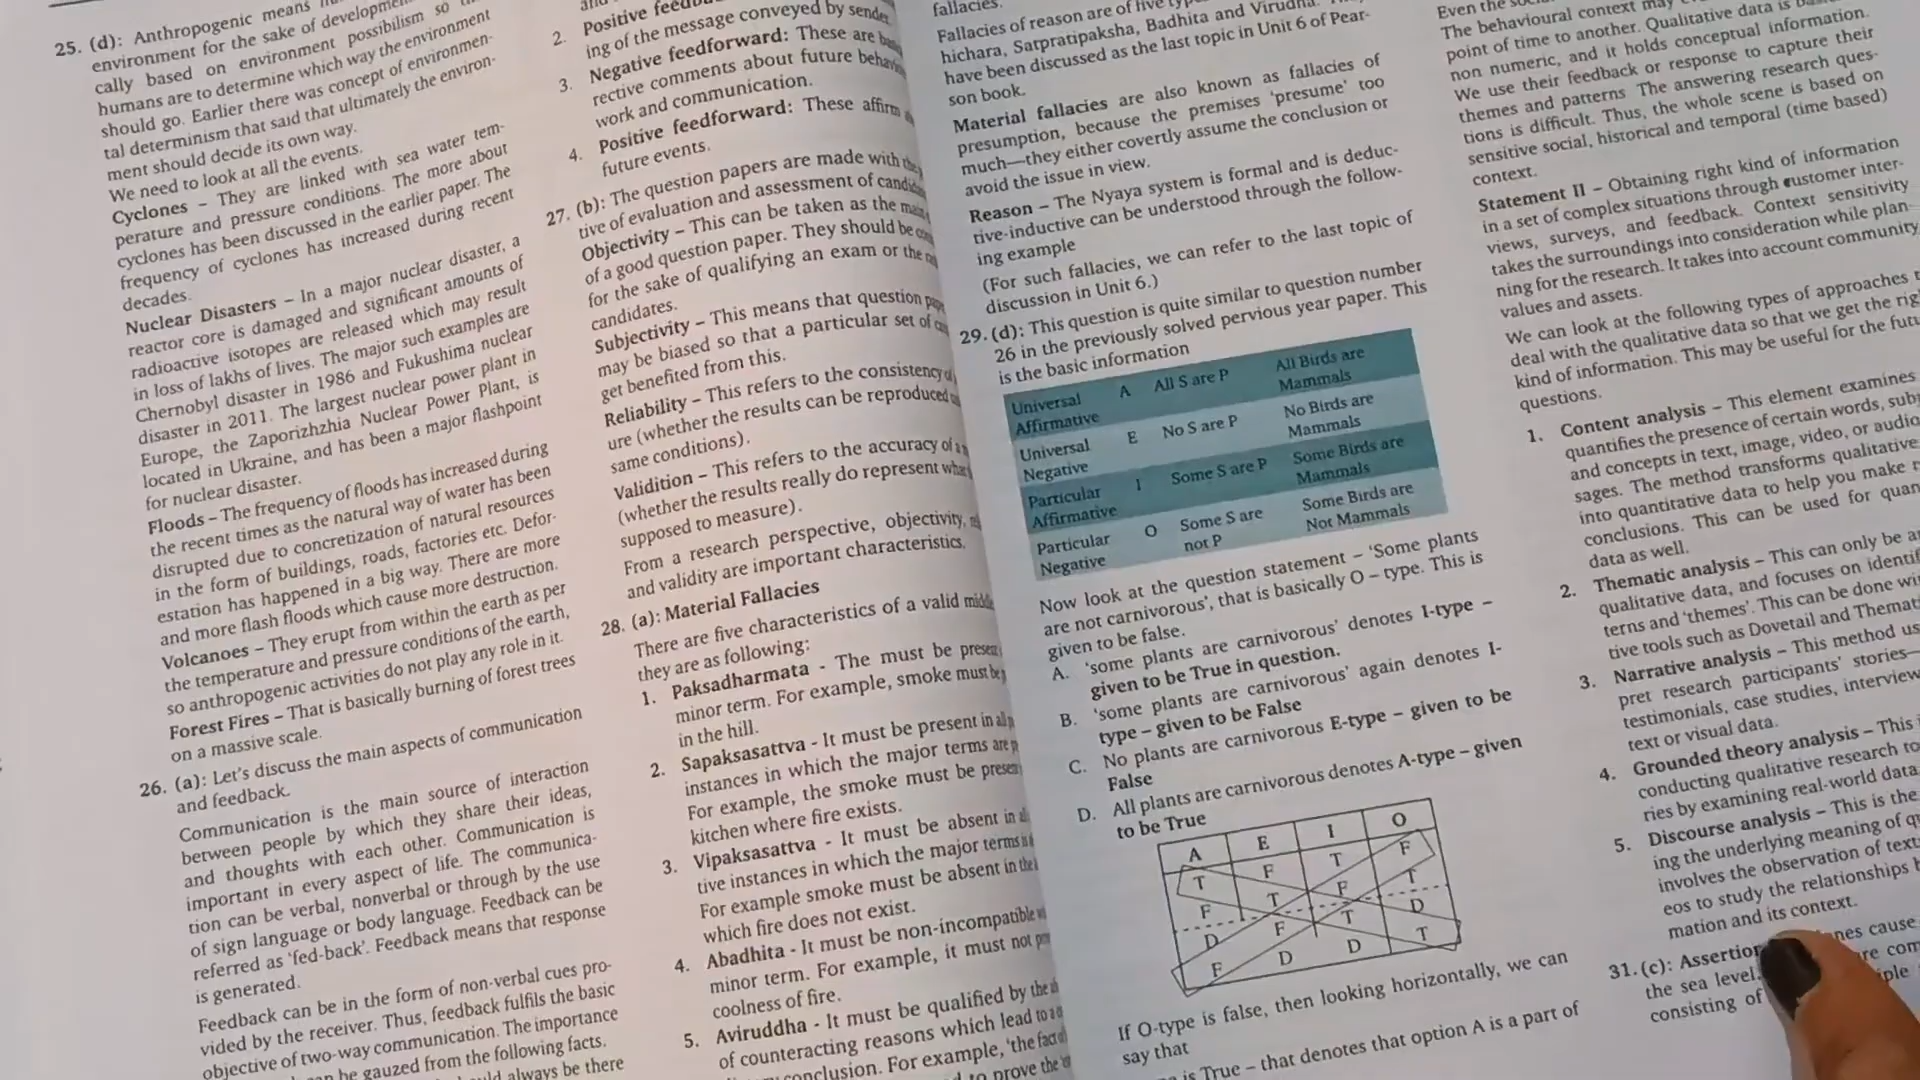 25. (d): Anthropogenic means
environment for the sake of
cally based on environment possibilism so
humans are to determine which way the environment
should go. Earlier there was concept of environmen-
tal determinism that said that ultimately the environ-
ment should decide its own way.
We need to look at all the events.
Cyclones – They are linked with sea water tem-
perature and pressure conditions. The more about
cyclones has been discussed in the earlier paper. The
frequency of cyclones has increased during recent
decades.
Nuclear Disasters – In a major nuclear disaster, a
reactor core is damaged and significant amounts of
radioactive isotopes are released which may result
in loss of lakhs of lives. The major such examples are
Chernobyl disaster in 1986 and Fukushima nuclear
disaster in 2011. The largest nuclear power plant in
Europe, the Zaporizhzhia Nuclear Power Plant, is
located in Ukraine, and has been a major flashpoint
for nuclear disaster.
Floods – The frequency of floods has increased during
the recent times as the natural way of water has been
disrupted due to concretization of natural resources
in the form of buildings, roads, factories etc. Defor-
estation has happened in a big way. There are more
and more flash floods which cause more destruction.
Volcanoes – They erupt from within the earth as per
the temperature and pressure conditions of the earth,
so anthropogenic activities do not play any role in it.
Forest Fires – That is basically burning of forest trees
on a massive scale.
26. (a): Let's discuss the main aspects of communication
and feedback.
Communication is the main source of interaction
between people by which they share their ideas,
and thoughts with each other. Communication is
important in every aspect of life. The communica-
tion can be verbal, nonverbal or through by the use
of sign language or body language. Feedback can be
referred as 'fed-back'. Feedback means that response
is generated.
Feedback can be in the form of non-verbal cues pro-
vided by the receiver. Thus, feedback fulfils the basic
objective of two-way communication. The importance
be gauzed from the following facts.
always be there
2. Positive
ing of the message conveyed by sender.
3. Negative feedforward: These are
rective comments about future
work and communication.
4. Positive feedforward: These affirm
future events.
27. (b): The question papers are made with
tive of evaluation and assessment of
Objectivity – This can be taken as the
of a good question paper. They should be
for the sake of qualifying an exam or the
candidates.
Subjectivity – This means that question
may be biased so that a particular set of
get benefited from this.
Reliability – This refers to the consistency
ure (whether the results can be reproduced
same conditions).
Validition – This refers to the accuracy of
(whether the results really do represent
supposed to measure).
From a research perspective, objectivity,
and validity are important characteristics.
28. (a): Material Fallacies
There are five characteristics of a valid
they are as following:
1. Paksadharmata - The must be
minor term. For example, smoke must be
in the hill.
2. Sapaksasattva - It must be present in all
instances in which the major terms are
For example, the smoke must be
kitchen where fire exists.
3. Vipaksasattva - It must be absent in
tive instances in which the major terms
For example smoke must be absent in the
which fire does not exist.
4. Abadhita - It must be non-incompatible
minor term. For example, it must not
coolness of fire.
5. Aviruddha - It must be qualified by the
of counteracting reasons which lead to
conclusion. For example, 'the
to prove the
fallacies.
Fallacies of reason are of five
hichara, Satpratipaksha, Badhita and Virudha.
have been discussed as the last topic in Unit 6 of Pear-
son book.
Material fallacies are also known as fallacies of
presumption, because the premises 'presume' too
much—they either covertly assume the conclusion or
avoid the issue in view.
Reason – The Nyaya system is formal and is deduc-
tive-inductive can be understood through the follow-
ing example
(For such fallacies, we can refer to the last topic of
discussion in Unit 6.)
29. (d): This question is quite similar to question number
26 in the previously solved pervious year paper. This
is the basic information
Universal Affirmative A All S are P All Birds are Mammals
Universal Negative E No S are P No Birds are Mammals
Particular Affirmative I Some S are P Some Birds are Mammals
Particular Negative O Some S are not P Some Birds are Not Mammals
Now look at the question statement – 'Some plants
are not carnivorous', that is basically O – type. This is
given to be false.
A. 'some plants are carnivorous' denotes I-type –
given to be True in question.
B. 'some plants are carnivorous' again denotes I-
type – given to be False
C. No plants are carnivorous E-type – given to be
False
D. All plants are carnivorous denotes A-type – given
to be True
A E I O
T F T F
F T F T
D F T D
F D D T
If O-type is false, then looking horizontally, we can
say that
is True – that denotes that option A is a part of
Even the
The behavioural context may
point of time to another. Qualitative data is
non numeric, and it holds conceptual information.
We use their feedback or response to capture their
themes and patterns The answering research ques-
tions is difficult. Thus, the whole scene is based on
sensitive social, historical and temporal (time based)
context.
Statement II – Obtaining right kind of information
in a set of complex situations through customer inter-
views, surveys, and feedback. Context sensitivity
takes the surroundings into consideration while plan-
ning for the research. It takes into account community
values and assets.
We can look at the following types of approaches
deal with the qualitative data so that we get the
kind of information. This may be useful for the
questions.
1. Content analysis – This element examines
quantifies the presence of certain words,
and concepts in text, image, video, or audio
sages. The method transforms qualitative
into quantitative data to help you make
conclusions. This can be used for
data as well.
2. Thematic analysis – This can only be
qualitative data, and focuses on
terns and 'themes'. This can be done
tive tools such as Dovetail and
3. Narrative analysis – This method
pret research participants' stories—
testimonials, case studies,
text or visual data.
4. Grounded theory analysis – This
conducting qualitative research to
ries by examining real-world data
5. Discourse analysis – This is the
ing the underlying meaning of
involves the observation of
eos to study the relationships
mation and its context.
31. (c): cause
the sea level.
consisting of